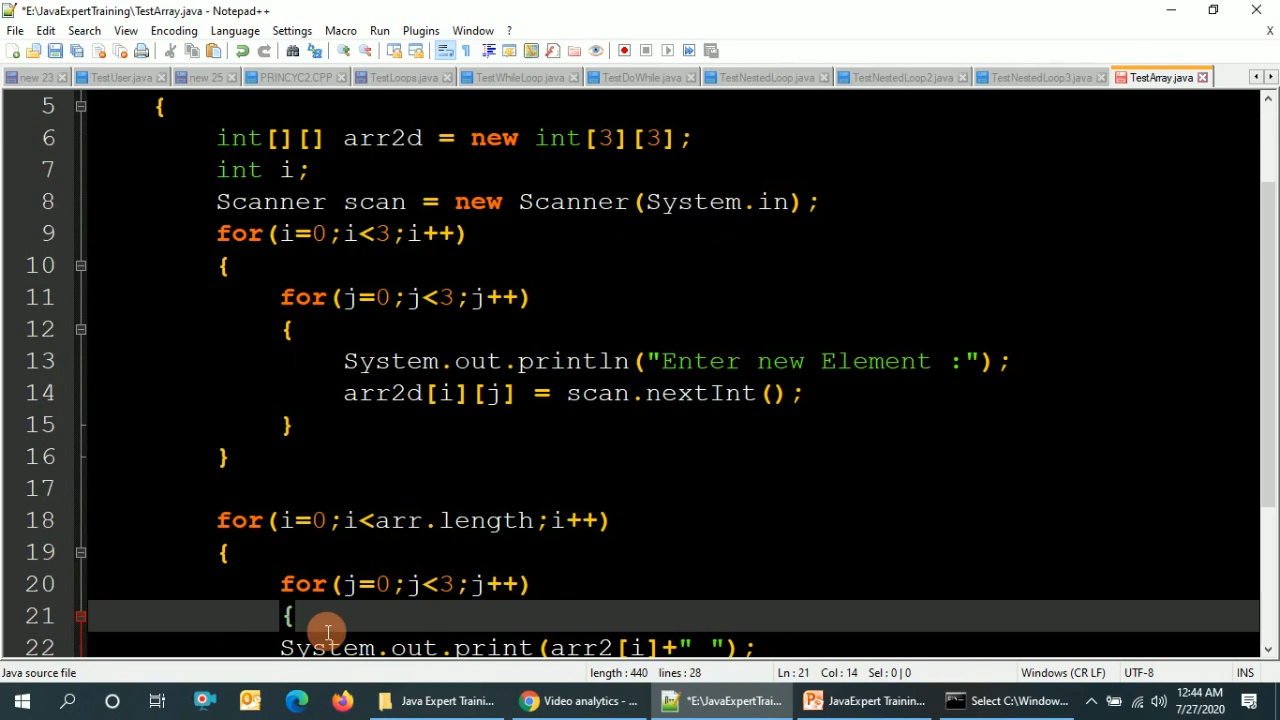 *E:\JavaExpertTraining\TestArray.java - Notepad++
File Edit Search View Encoding Language Settings Macro Run Plugins Window ? X
new 23 TestUser.java new 25 PRINCYC2.CPP TestLoops.java TestWhileLoop.java TestDoWhile.java TestNestedLoop.java TestNestedLoop2.java TestNestedLoop3.java TestArray.java
5 {
6 int[][] arr2d = new int[3][3];
7 int i;
8 Scanner scan = new Scanner(System.in);
9 for(i=0;i<3;i++)
10 {
11 for(j=0;j<3;j++)
12 {
13 System.out.println("Enter new Element :");
14 arr2d[i][j] = scan.nextInt();
15 }
16 }
17
18 for(i=0;i<arr.length;i++)
19 {
20 for(j=0;j<3;j++)
21 {
22 System.out.print(arr2[i]+" ");
Java source file length : 440 lines : 28 Ln : 21 Col : 14 Sel : 0 | 0 Windows (CR LF) UTF-8 INS
Java Expert Traini... Video analytics - ... *E:\JavaExpertTrai... JavaExpert Trainin... Select C:\Window... 12:44 AM
7/27/2020